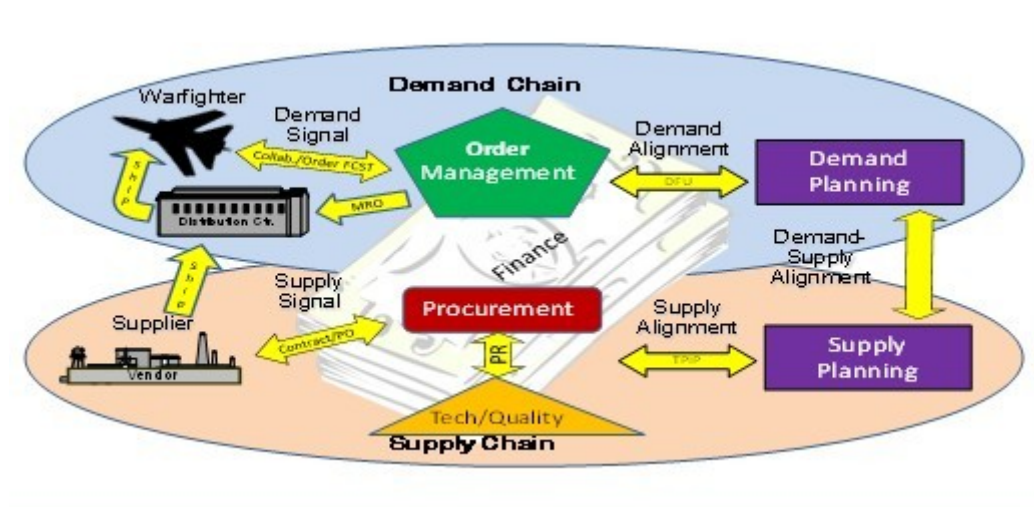 Demand Chain
Warfighter
Demand
Signal
Collab./Order FCST
Order
Management
Demand
Alignment
DFU
Demand
Planning
Ship
MRO
Distribution Ctr.
Finance
Demand-
Supply
Alignment
Ship
Supply
Signal
Procurement
Supplier
Contract/PO
Supply
Alignment
TPIP
Supply
Planning
Vendor
PR
Tech/Quality
Supply Chain